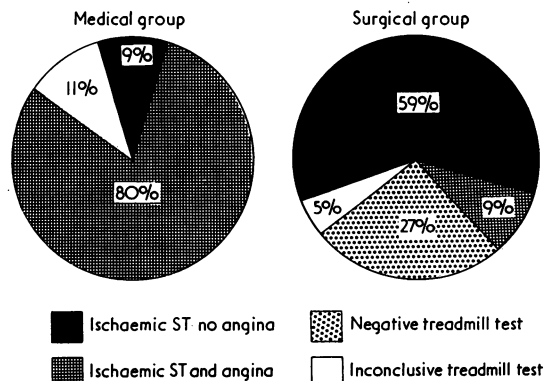 Medical group
Surgical group
9%
11%
80%
59%
9%
5%
27%
Ischaemic ST no angina
Negative treadmill test
Ischaemic ST and angina
Inconclusive treadmill test